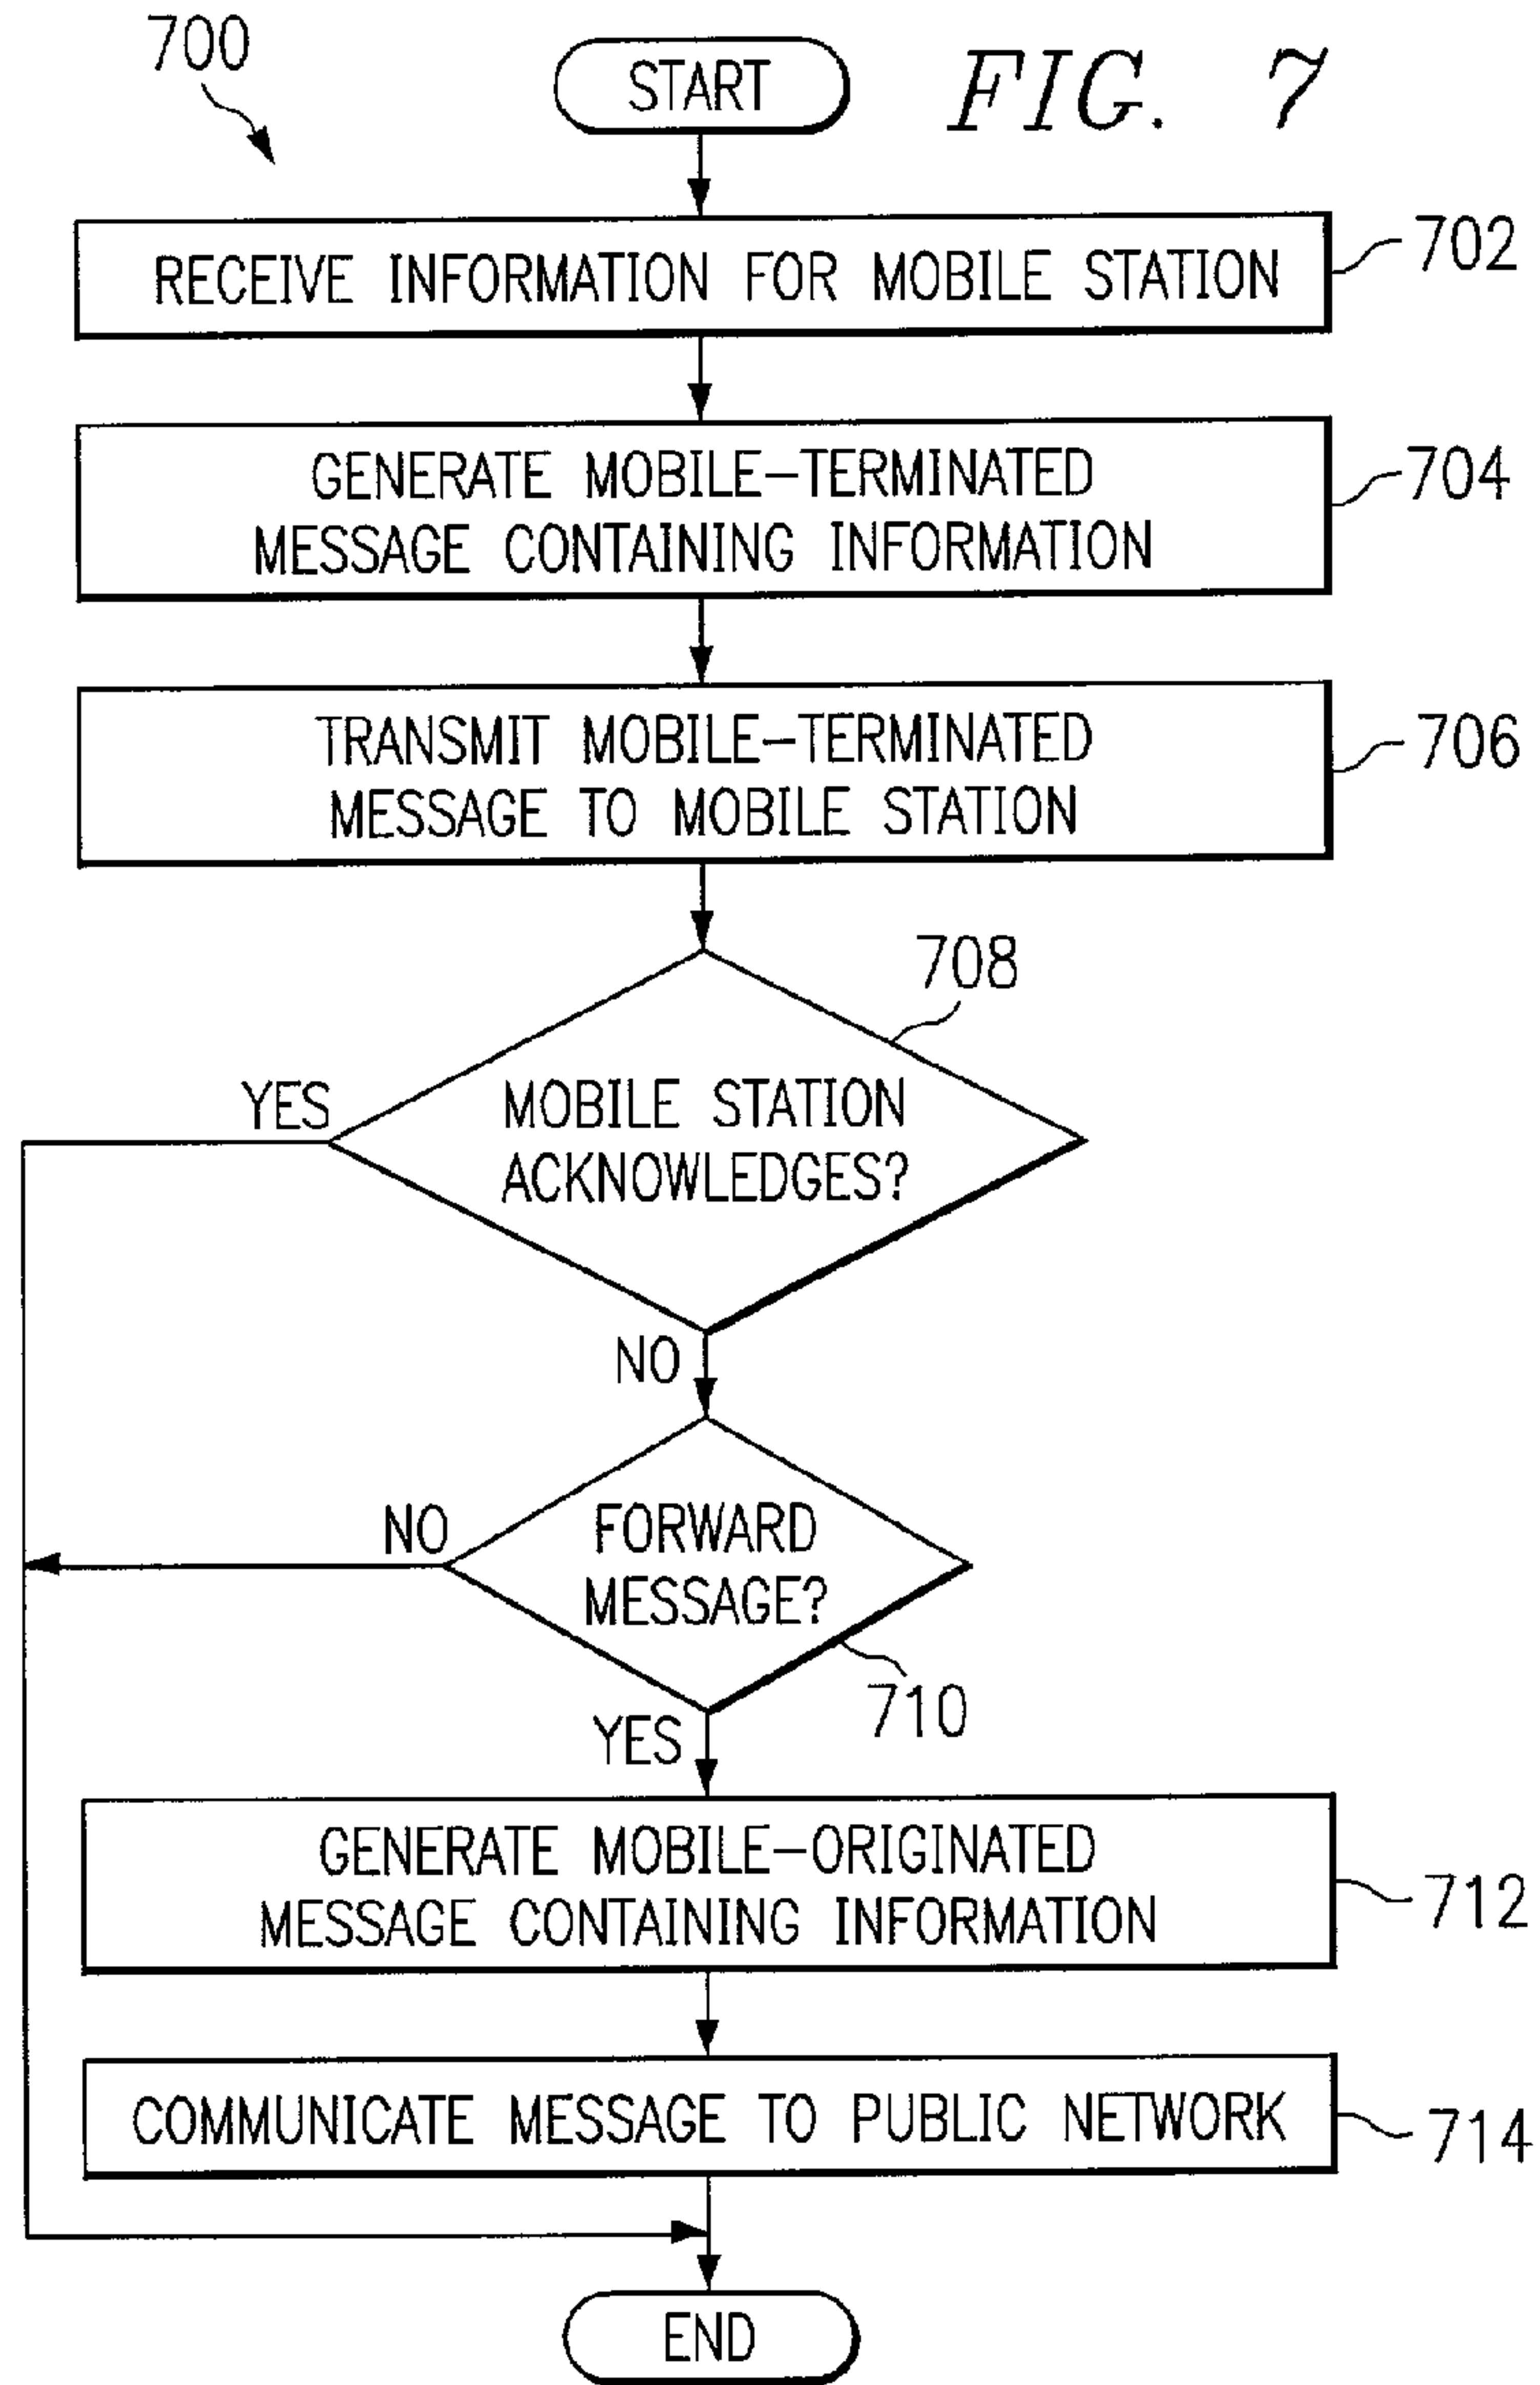 700
START
FIG. 7
RECEIVE INFORMATION FOR MOBILE STATION
702
GENERATE MOBILE-TERMINATED
MESSAGE CONTAINING INFORMATION
704
TRANSMIT MOBILE-TERMINATED
MESSAGE TO MOBILE STATION
706
708
YES
MOBILE STATION
ACKNOWLEDGES?
NO
NO
FORWARD
MESSAGE?
710
YES
GENERATE MOBILE-ORIGINATED
MESSAGE CONTAINING INFORMATION
712
COMMUNICATE MESSAGE TO PUBLIC NETWORK
714
END